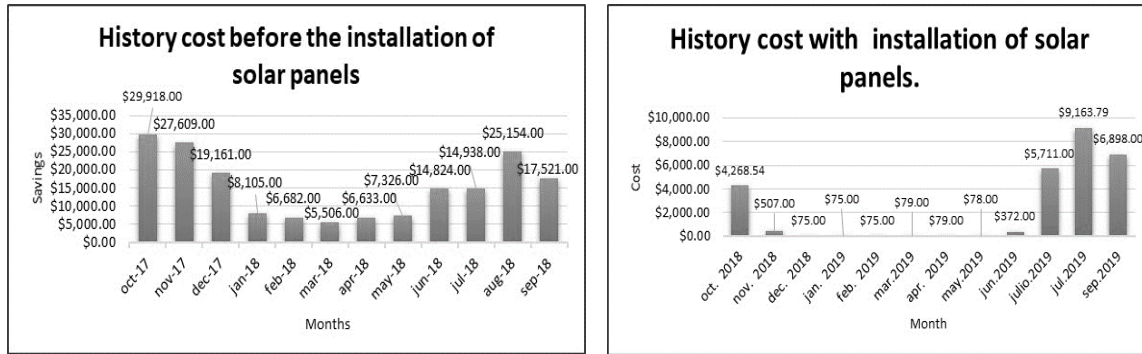 History cost before the installation of
solar panels
$29,918.00
$27,609.00
$19,161.00
$8,105.00
$6,682.00
$5,506.00
$6,633.00
$7,326.00
$14,824.00
$14,938.00
$25,154.00
$17,521.00
$35,000.00
$30,000.00
$25,000.00
$20,000.00
$15,000.00
$10,000.00
$5,000.00
$0.00
Savings
oct-17
nov-17
dec-17
jan-18
feb-18
mar-18
apr-18
may-18
jun-18
jul-18
aug-18
sep-18
Months
History cost with installation of solar
panels.
$10,000.00
$8,000.00
$6,000.00
$4,000.00
$2,000.00
$0.00
Cost
$4,268.54
$507.00
$75.00
$75.00
$75.00
$79.00
$79.00
$78.00
$372.00
$5,711.00
$9,163.79
$6,898.00
oct. 2018
nov. 2018
dec. 2018
jan. 2019
feb. 2019
mar.2019
apr. 2019
may.2019
jun.2019
julio.2019
jul.2019
sep.2019
Month